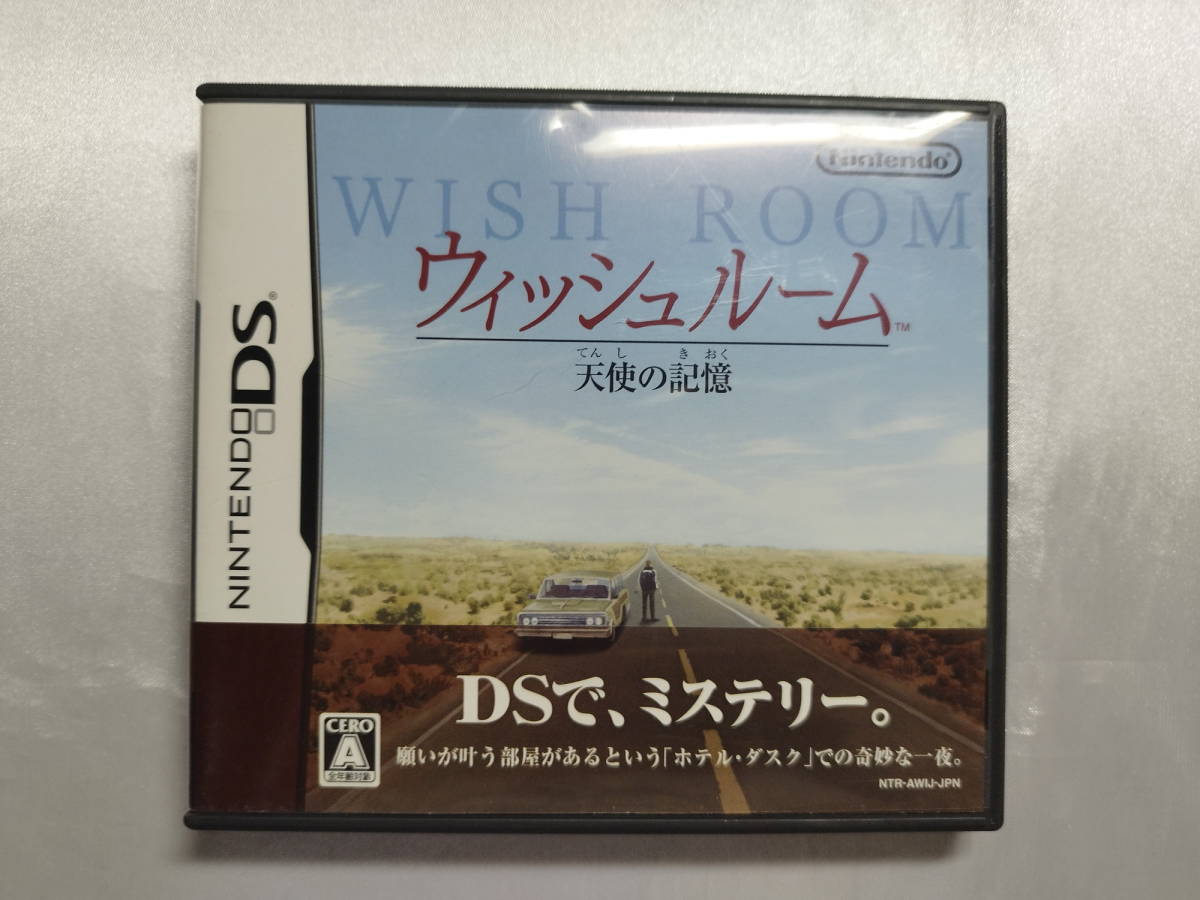 Nintendo®
WISH ROOM
ウィッシュルーム™
てんし きおく
天使の記憶
NINTENDODS®
DSで、ミステリー。
願いが叶う部屋があるという「ホテル・ダスク」での奇妙な一夜。
CERO
A
全年齢対象
NTR-AWIJ-JPN